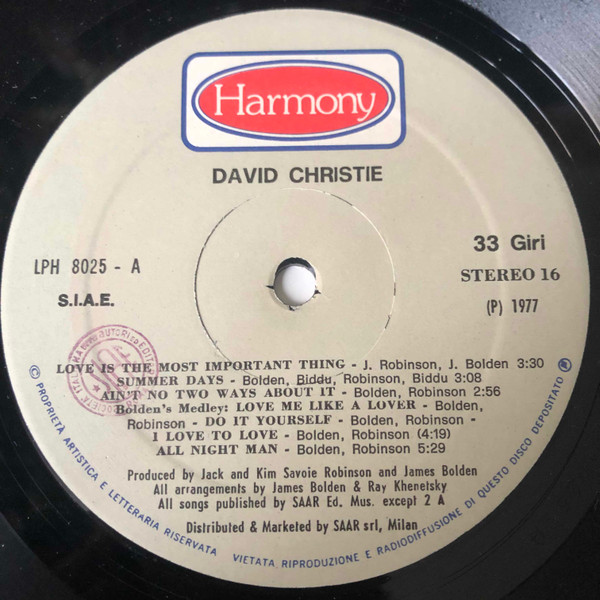 Harmony
DAVID CHRISTIE
33 Giri
LPH 8025 - A
STEREO 16
S.I.A.E.
(P) 1977
LOVE IS THE MOST IMPORTANT THING - J. Robinson, J. Bolden 3:30
SUMMER DAYS - Bolden, Biddu, Robinson, Biddu 3:08
AIN'T NO TWO WAYS ABOUT IT - Bolden, Robinson 2:56
Bolden's Medley: LOVE ME LIKE A LOVER - Bolden,
Robinson - DO IT YOURSELF - Bolden, Robinson -
I LOVE TO LOVE - Bolden, Robinson (4:19)
ALL NIGHT MAN - Bolden, Robinson 5:29
Produced by Jack and Kim Savoie Robinson and James Bolden
All arrangements by James Bolden & Ray Khenetsky
All songs published by SAAR Ed. Mus. except 2 A
Distributed & Marketed by SAAR srl, Milan
© PROPRIETÀ ARTISTICA E LETTERARIA RISERVATA VIETATA RIPRODUZIONE E RADIODIFFUSIONE DI QUESTO DISCO DEPOSITATO ℗